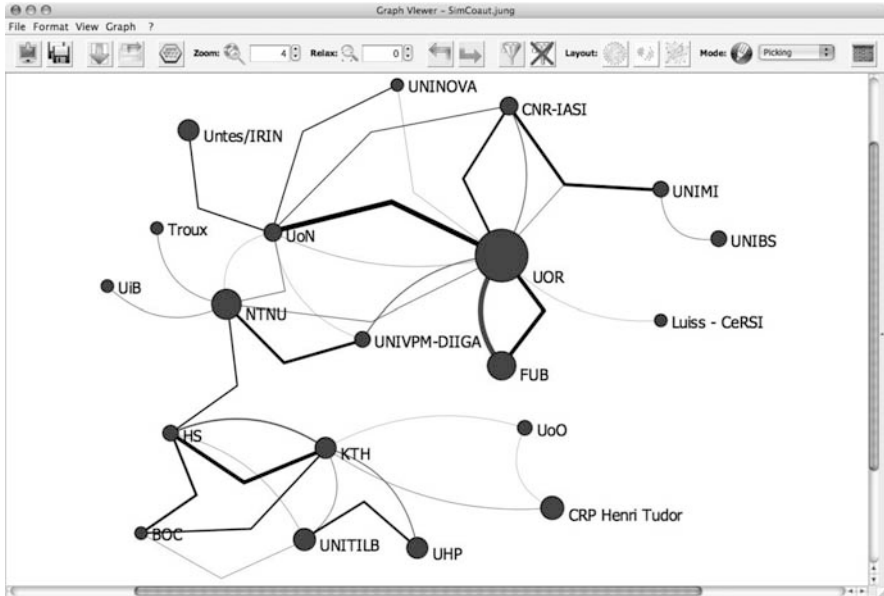 Graph Viewer - SimCoaut.jung
File Format View Graph ?
Zoom: 4 Relax: 0 Layout: Mode: Picking
UNINOVA
CNR-IASI
Untes/IRIN
UNIMI
Troux
UoN
UNIBS
UOR
UiB
NTNU
Luiss - CeRSI
UNIVPM-DIIGA
FUB
UoO
HS
KTH
CRP Henri Tudor
BOC
UNITILB
UHP